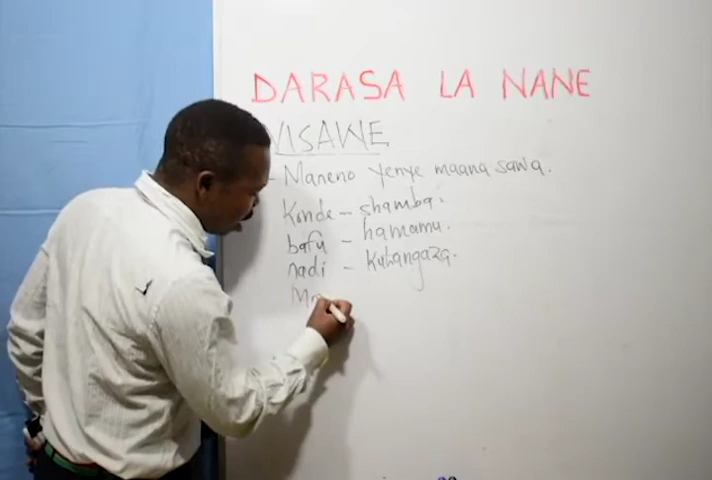 DARASA LA NANE
VISAWE
- Maneno yenye maana sawa.
Konde - shamba.
bafu - hamamu.
nadi - kutangaza.